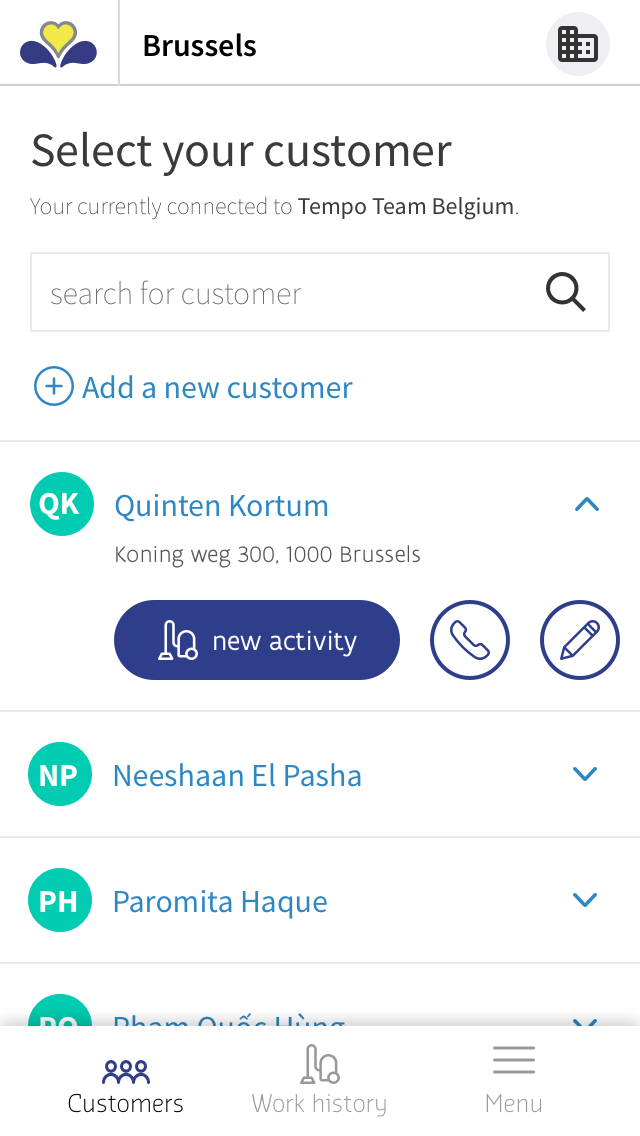 Brussels
Select your customer
Your currently connected to Tempo Team Belgium.
search for customer
Add a new customer
QK
Quinten Kortum
Koning weg 300, 1000 Brussels
new activity
NP
Neeshaan El Pasha
PH
Paromita Haque
PQ
Pham Quốc Hùng
Customers
Work history
Menu